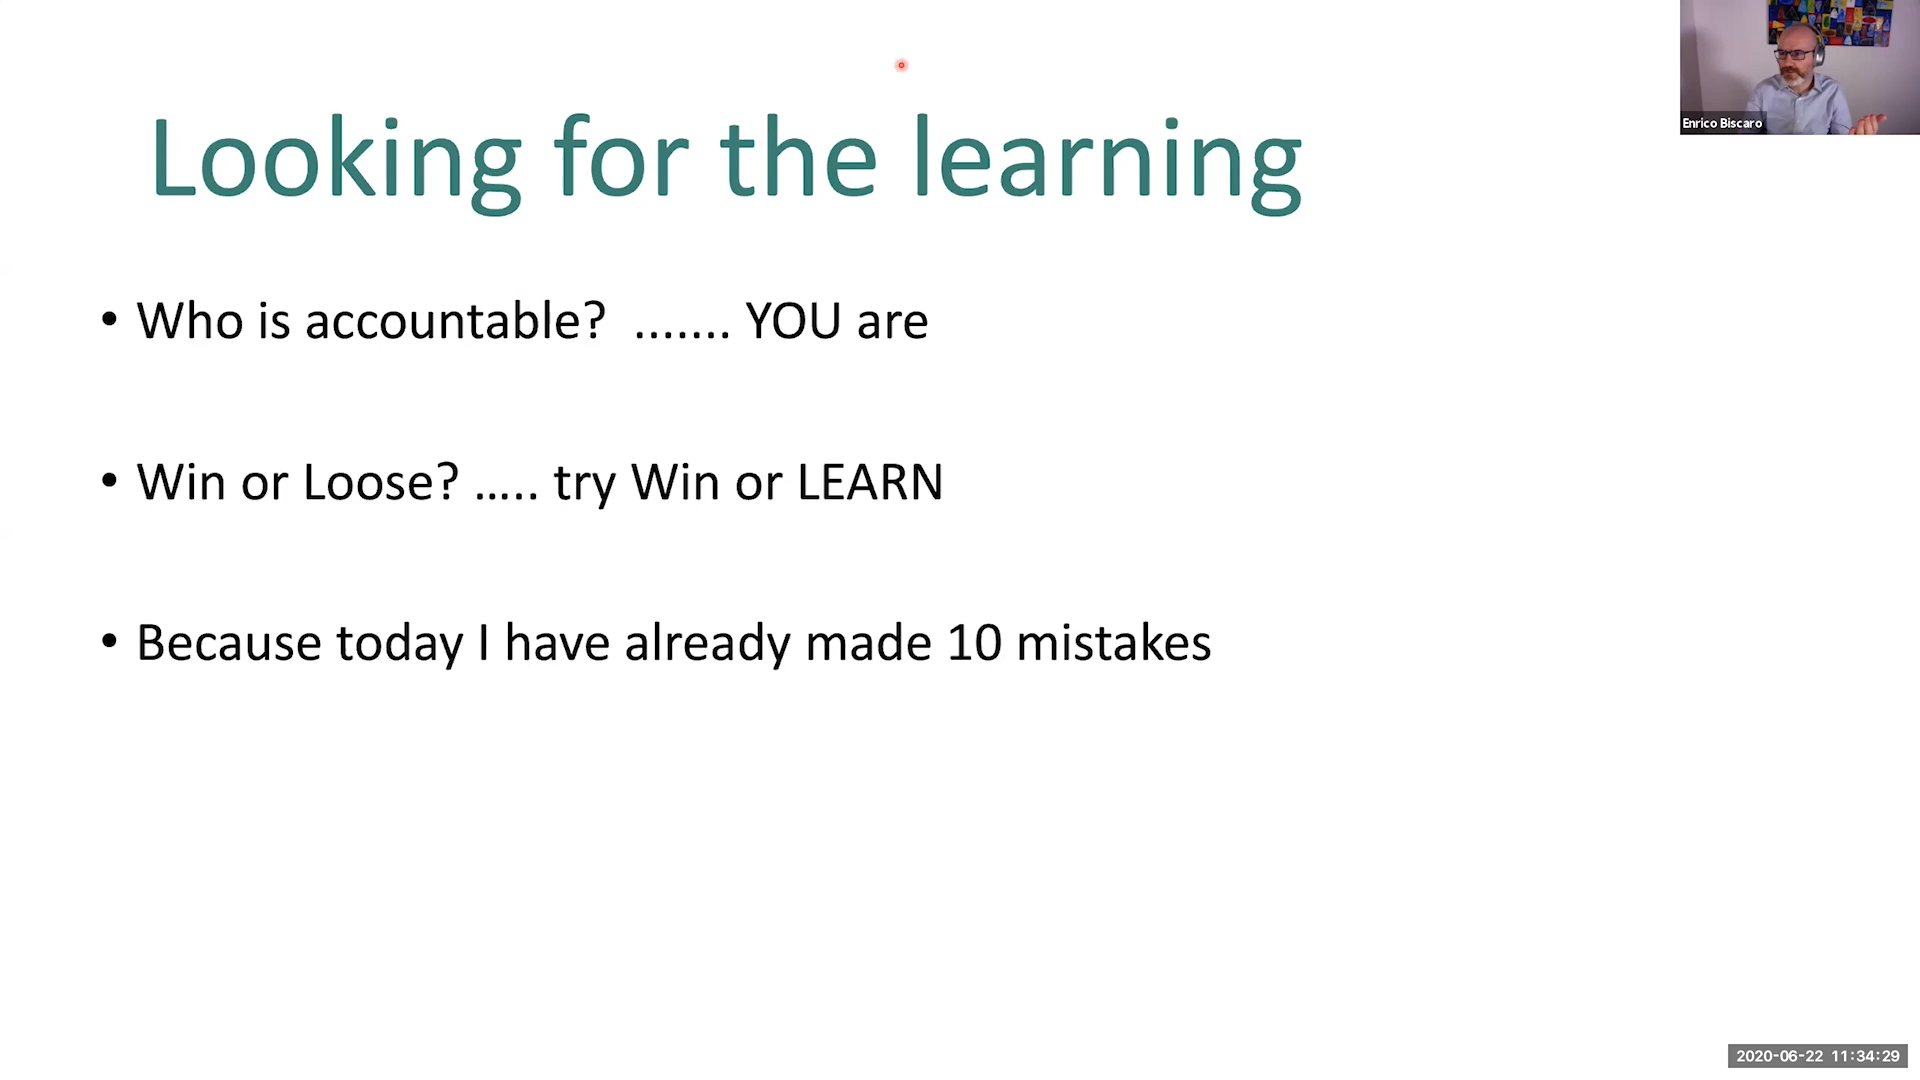 Enrico Biscaro
Looking for the learning
• Who is accountable?  ....... YOU are
• Win or Loose? ..... try Win or LEARN
• Because today I have already made 10 mistakes
2020-06-22 11:34:29